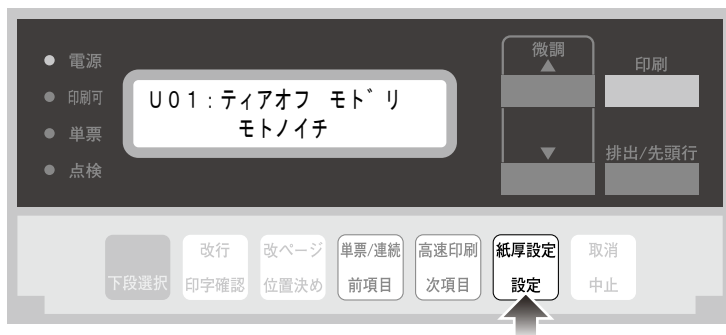 電源
印刷可
単票
点検
U01:ティアオフ モドリ
モトノイチ
微調
▲
▼
印刷
排出/先頭行
下段選択
改行
印字確認
改ページ
位置決め
単票/連続
前項目
高速印刷
次項目
紙厚設定
設定
取消
中止